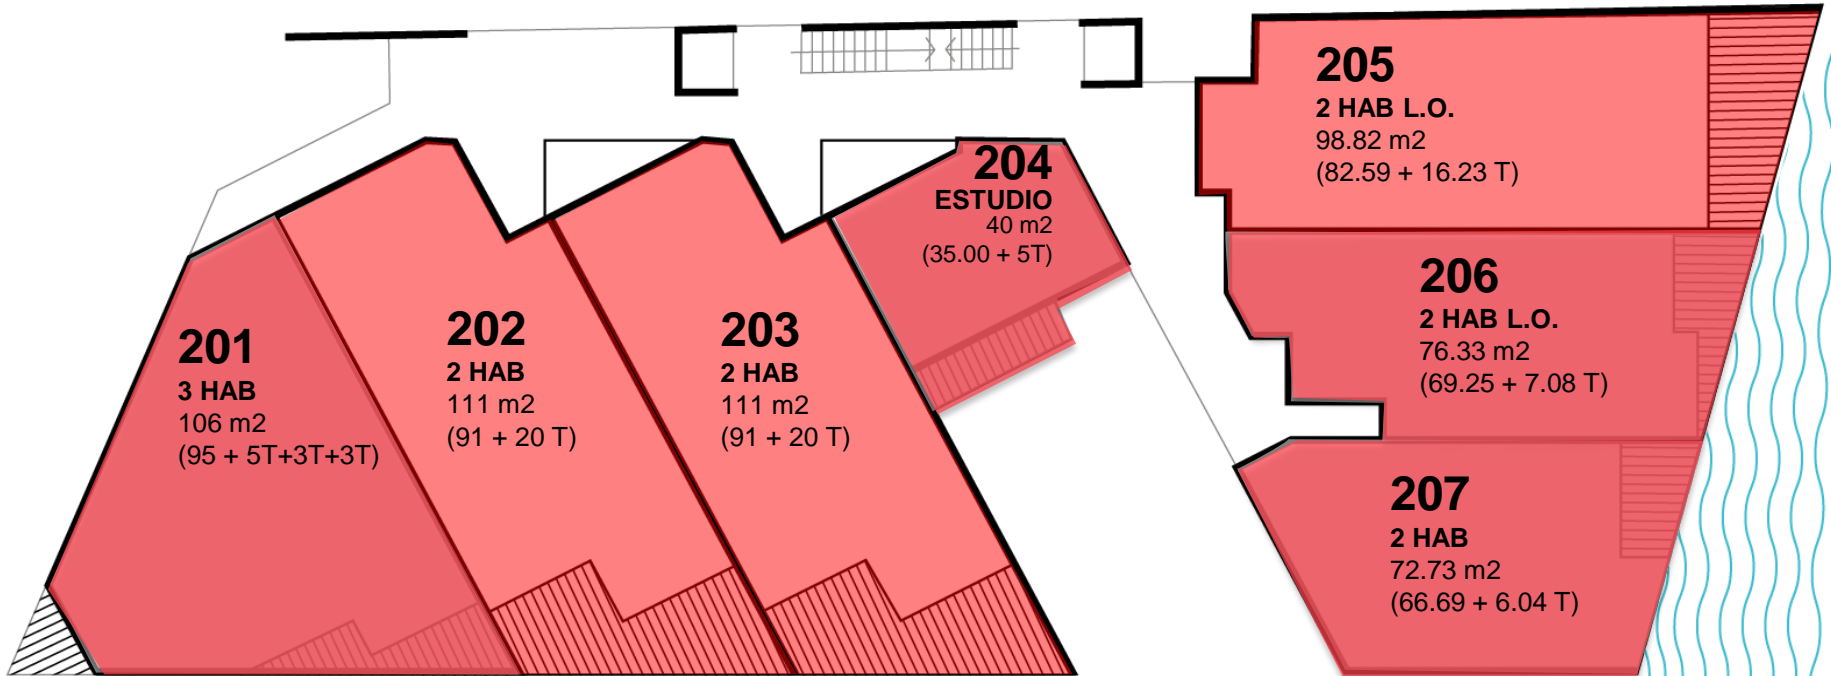 201
3 HAB
106 m2
(95 + 5T+3T+3T)
202
2 HAB
111 m2
(91 + 20 T)
203
2 HAB
111 m2
(91 + 20 T)
204
ESTUDIO
40 m2
(35.00 + 5T)
205
2 HAB L.O.
98.82 m2
(82.59 + 16.23 T)
206
2 HAB L.O.
76.33 m2
(69.25 + 7.08 T)
207
2 HAB
72.73 m2
(66.69 + 6.04 T)